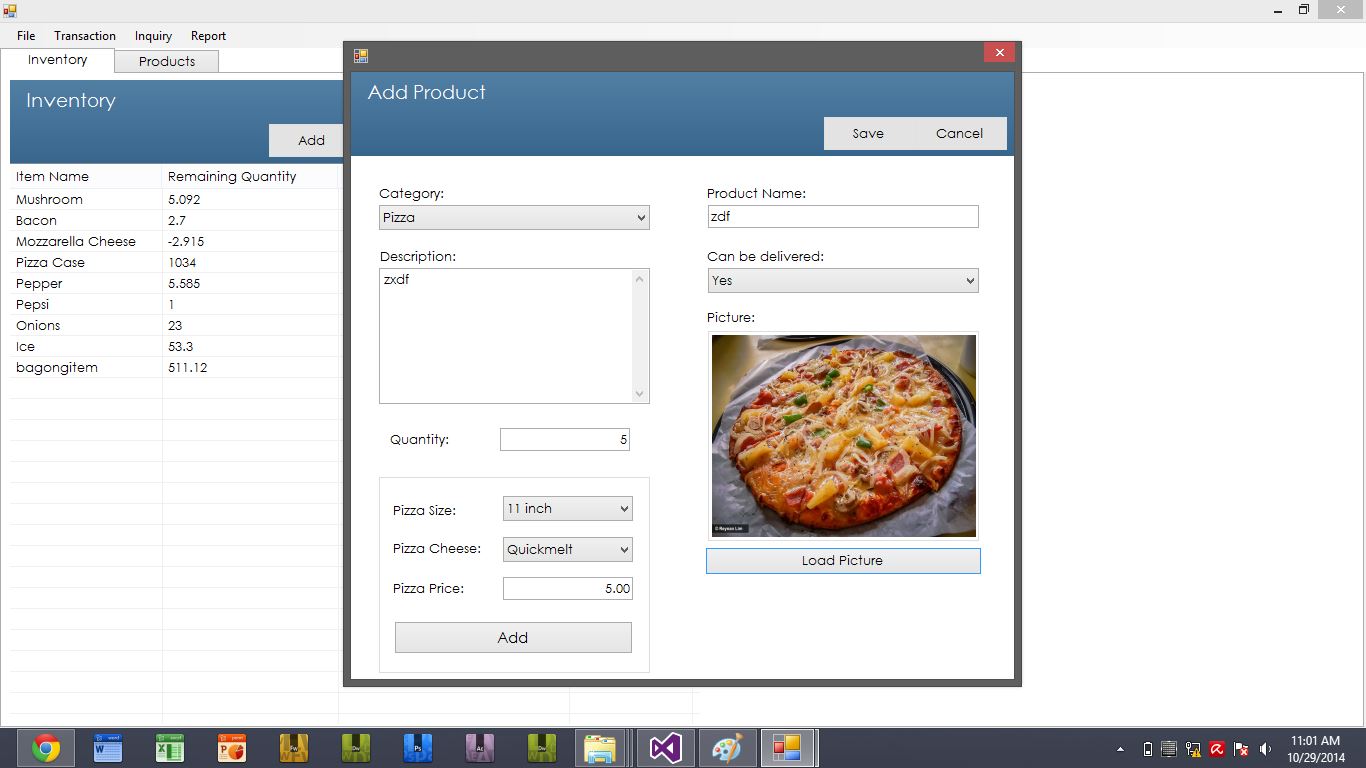 File Transaction Inquiry Report
Inventory Products
Inventory
Add
Item Name Remaining Quantity
Mushroom 5.092
Bacon 2.7
Mozzarella Cheese -2.915
Pizza Case 1034
Pepper 5.585
Pepsi 1
Onions 23
Ice 53.3
bagongitem 511.12
Add Product
Save Cancel
Category:
Pizza
Description:
zxdf
Quantity: 5
Pizza Size: 11 inch
Pizza Cheese: Quickmelt
Pizza Price: 5.00
Add
Product Name:
zdf
Can be delivered:
Yes
Picture:
Load Picture
11:01 AM
10/29/2014